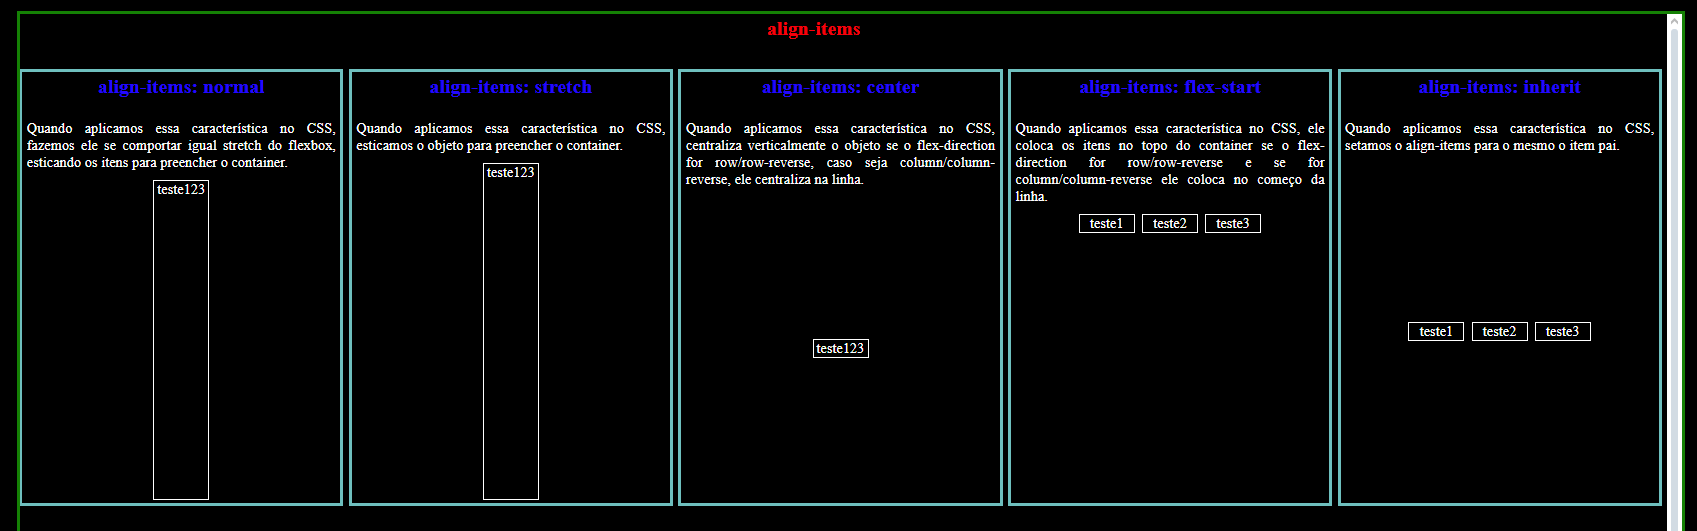 align-items
align-items: normal
Quando aplicamos essa característica no CSS,
fazemos ele se comportar igual stretch do flexbox,
esticando os itens para preencher o container.
teste123
align-items: stretch
Quando aplicamos essa característica no CSS,
esticamos o objeto para preencher o container.
teste123
align-items: center
Quando aplicamos essa característica no CSS,
centraliza verticalmente o objeto se o flex-direction
for row/row-reverse, caso seja column/column-
reverse, ele centraliza na linha.
teste123
align-items: flex-start
Quando aplicamos essa característica no CSS, ele
coloca os itens no topo do container se o flex-
direction for row/row-reverse e se for
column/column-reverse ele coloca no começo da
linha.
teste1 teste2 teste3
align-items: inherit
Quando aplicamos essa característica no CSS,
setamos o align-items para o mesmo o item pai.
teste1 teste2 teste3